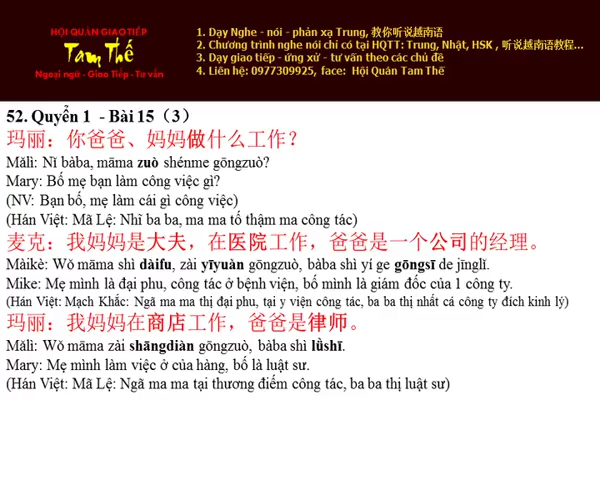 HỘI QUÁN GIAO TIẾP
Tam Thế
Ngoại ngữ - Giao Tiếp - Tư vấn
1. Dạy Nghe - nói - phản xạ Trung, 教你听说越南语
2. Chương trình nghe nói chỉ có tại HQTT: Trung, Nhật, HSK , 听说越南语教程...
3. Dạy giao tiếp - ứng xử - tư vấn theo các chủ đề
4. Liên hệ: 0977309925, face: Hội Quán Tam Thế
52. Quyển 1 - Bài 15（3）
玛丽：你爸爸、妈妈做什么工作？
Mǎlì: Nǐ bàba, māma zuò shénme gōngzuò?
Mary: Bố mẹ bạn làm công việc gì?
(NV: Bạn bố, mẹ làm cái gì công việc)
(Hán Việt: Mã Lệ: Nhĩ ba ba, ma ma tố thậm ma công tác)
麦克：我妈妈是大夫，在医院工作，爸爸是一个公司的经理。
Màikè: Wǒ māma shì dàifu, zài yīyuàn gōngzuò, bàba shì yí ge gōngsī de jīnglǐ.
Mike: Mẹ mình là đại phu, công tác ở bệnh viện, bố mình là giám đốc của 1 công ty.
(Hán Việt: Mạch Khắc: Ngã ma ma thị đại phu, tại y viện công tác, ba ba thị nhất cá công ty đích kinh lý)
玛丽：我妈妈在商店工作，爸爸是律师。
Mǎlì: Wǒ māma zài shāngdiàn gōngzuò, bàba shì lǜshī.
Mary: Mẹ mình làm việc ở của hàng, bố là luật sư.
(Hán Việt: Mã Lệ: Ngã ma ma tại thương điếm công tác, ba ba thị luật sư)